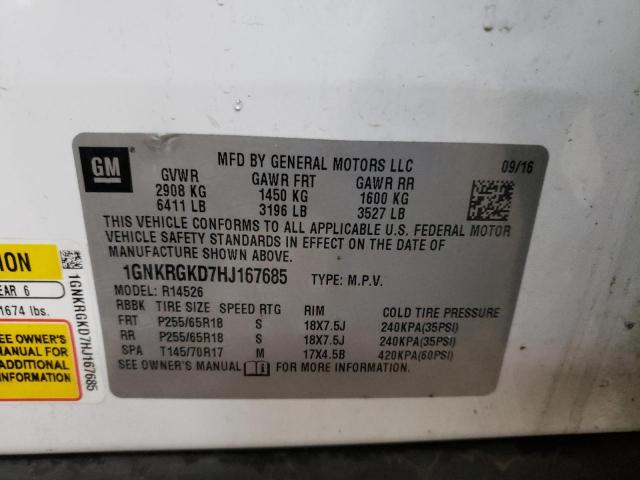 GM
MFD BY GENERAL MOTORS LLC
09/16
GVWR GAWR FRT GAWR RR
2908 KG 1450 KG 1600 KG
6411 LB 3196 LB 3527 LB
THIS VEHICLE CONFORMS TO ALL APPLICABLE U.S. FEDERAL MOTOR
VEHICLE SAFETY STANDARDS IN EFFECT ON THE DATE OF
MANUFACTURE SHOWN ABOVE.
1GNKRGKD7HJ167685 TYPE: M.P.V.
MODEL: R14526
RBBK TIRE SIZE SPEED RTG RIM COLD TIRE PRESSURE
FRT P255/65R18 S 18X7.5J 240KPA(35PSI)
RR P255/65R18 S 18X7.5J 240KPA(35PSI)
SPA T145/70R17 M 17X4.5B 420KPA(60PSI)
SEE OWNER'S MANUAL FOR MORE INFORMATION
ION
EAR 6
1674 lbs.
SEE OWNER'S
MANUAL FOR
ADDITIONAL
INFORMATION
1GNKRGKD7HJ167685